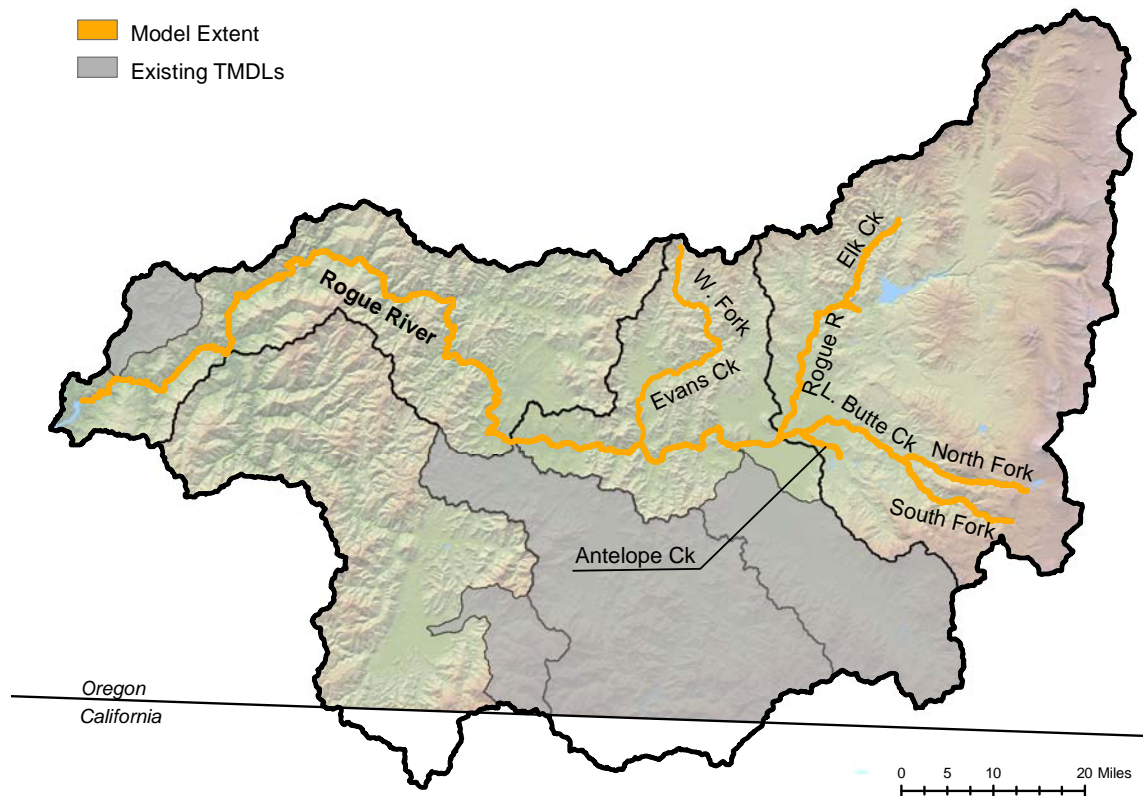 Model Extent
Existing TMDLs
Elk Ck
Rogue River
W. Fork
Rogue R
Evans Ck
L. Butte Ck
North Fork
South Fork
Antelope Ck
Oregon
California
0 5 10 20 Miles